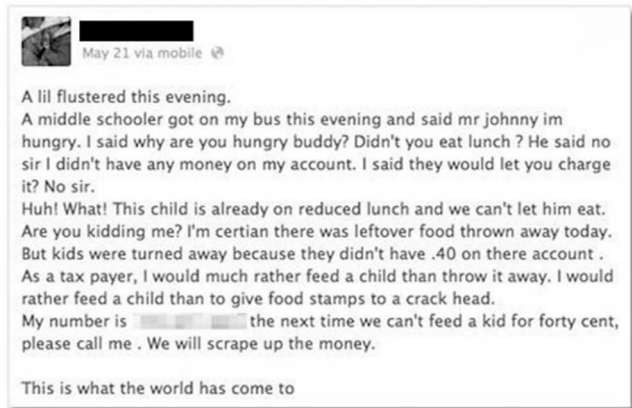 May 21 via mobile
A lil flustered this evening.
A middle schooler got on my bus this evening and said mr johnny im
hungry. I said why are you hungry buddy? Didn't you eat lunch ? He said no
sir I didn't have any money on my account. I said they would let you charge
it? No sir.
Huh! What! This child is already on reduced lunch and we can't let him eat.
Are you kidding me? I'm certian there was leftover food thrown away today.
But kids were turned away because they didn't have .40 on there account .
As a tax payer, I would much rather feed a child than throw it away. I would
rather feed a child than to give food stamps to a crack head.
My number is the next time we can't feed a kid for forty cent,
please call me . We will scrape up the money.
This is what the world has come to